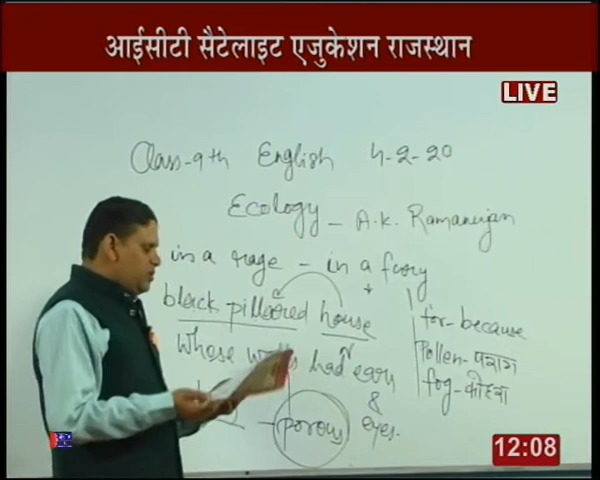 आईसीटी सैटेलाइट एजुकेशन राजस्थान
LIVE
Class-9th English 4-2-20
Ecology - A.K. Ramanujan
in a rage - in a fury
black pillared house
whose walls had ears
& eyes.
porous
for - because
Pollen - पराग
fog - कोहरा
12:08